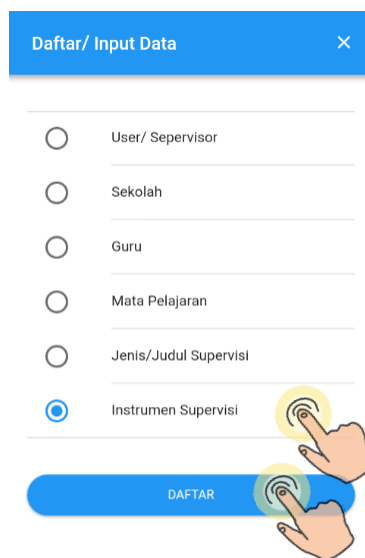 Daftar/ Input Data
User/ Sepervisor
Sekolah
Guru
Mata Pelajaran
Jenis/Judul Supervisi
Instrumen Supervisi
DAFTAR